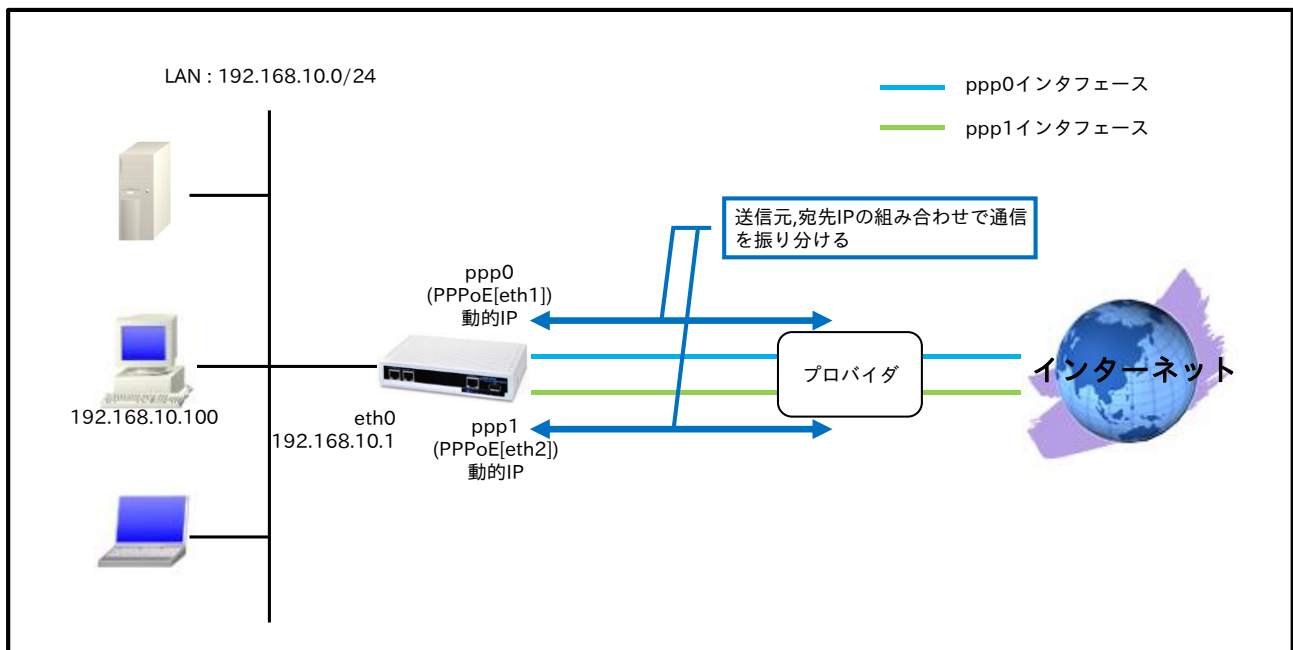 LAN : 192.168.10.0/24
ppp0インタフェース
ppp1インタフェース
送信元,宛先IPの組み合わせで通信
を振り分ける
ppp0
(PPPoE[eth1])
動的IP
プロバイダ
インターネット
192.168.10.100
eth0
192.168.10.1
ppp1
(PPPoE[eth2])
動的IP